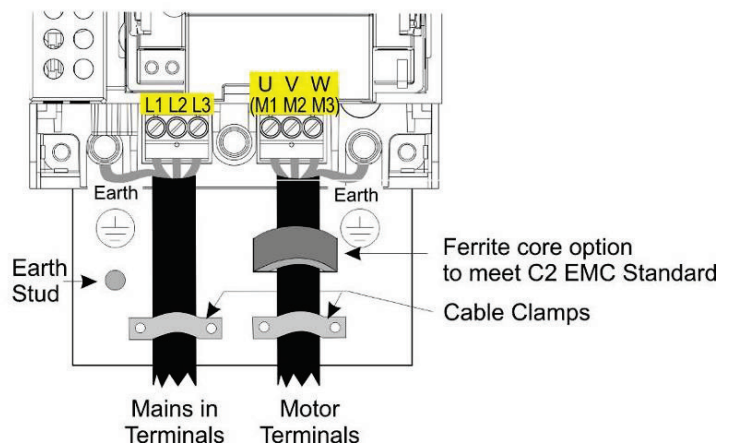 U V W
L1 L2 L3
(M1 M2 M3)
Earth
Earth
Earth
Stud
Ferrite core option
to meet C2 EMC Standard
Cable Clamps
Mains in
Terminals
Motor
Terminals